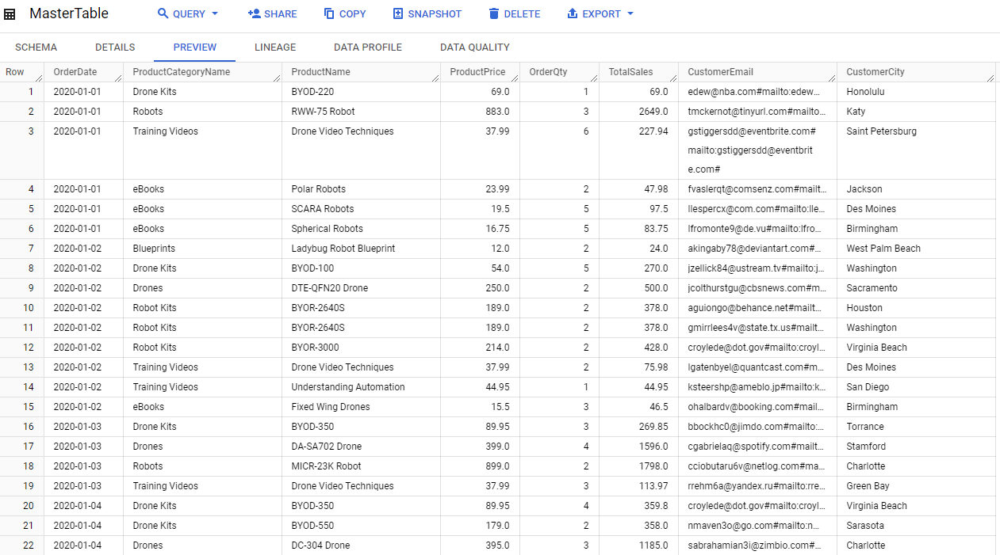 MasterTable QUERY SHARE COPY SNAPSHOT DELETE EXPORT
SCHEMA DETAILS PREVIEW LINEAGE DATA PROFILE DATA QUALITY
Row OrderDate ProductCategoryName ProductName ProductPrice OrderQty TotalSales CustomerEmail CustomerCity
1 2020-01-01 Drone Kits BYOD-220 69.0 1 69.0 edew@nba.com#mailto:edew... Honolulu
2 2020-01-01 Robots RWW-75 Robot 883.0 3 2649.0 tmckernot@tinyurl.com#mailto... Katy
3 2020-01-01 Training Videos Drone Video Techniques 37.99 6 227.94 gstiggersdd@eventbrite.com# Saint Petersburg
mailto:gstiggersdd@eventbrit
e.com#
4 2020-01-01 eBooks Polar Robots 23.99 2 47.98 fvaslerqt@comsenz.com#mailt... Jackson
5 2020-01-01 eBooks SCARA Robots 19.5 5 97.5 llespercx@com.com#mailto:lle... Des Moines
6 2020-01-01 eBooks Spherical Robots 16.75 5 83.75 lfromonte9@de.vu#mailto:lfro... Birmingham
7 2020-01-02 Blueprints Ladybug Robot Blueprint 12.0 2 24.0 akingaby78@deviantart.com#... West Palm Beach
8 2020-01-02 Drone Kits BYOD-100 54.0 5 270.0 jzellick84@ustream.tv#mailto:j... Washington
9 2020-01-02 Drones DTE-QFN20 Drone 250.0 2 500.0 jcolthurstgu@cbsnews.com#m... Sacramento
10 2020-01-02 Robot Kits BYOR-2640S 189.0 2 378.0 aguiongo@behance.net#mailt... Houston
11 2020-01-02 Robot Kits BYOR-2640S 189.0 2 378.0 gmirrlees4v@state.tx.us#mailt... Washington
12 2020-01-02 Robot Kits BYOR-3000 214.0 2 428.0 croylede@dot.gov#mailto:croyl... Virginia Beach
13 2020-01-02 Training Videos Drone Video Techniques 37.99 2 75.98 lgatenbyel@quantcast.com#m... Des Moines
14 2020-01-02 Training Videos Understanding Automation 44.95 1 44.95 ksteershp@ameblo.jp#mailto:k... San Diego
15 2020-01-02 eBooks Fixed Wing Drones 15.5 3 46.5 ohalbardv@booking.com#mail... Birmingham
16 2020-01-03 Drone Kits BYOD-350 89.95 3 269.85 bbockhc0@jimdo.com#mailto:... Torrance
17 2020-01-03 Drones DA-SA702 Drone 399.0 4 1596.0 cgabrielaq@spotify.com#mailt... Stamford
18 2020-01-03 Robots MICR-23K Robot 899.0 2 1798.0 cciobutaru6v@netlog.com#ma... Charlotte
19 2020-01-03 Training Videos Drone Video Techniques 37.99 3 113.97 rrehm6a@yandex.ru#mailto:rre... Green Bay
20 2020-01-04 Drone Kits BYOD-350 89.95 4 359.8 croylede@dot.gov#mailto:croyl... Virginia Beach
21 2020-01-04 Drone Kits BYOD-550 179.0 2 358.0 nmaven3o@go.com#mailto:n... Sarasota
22 2020-01-04 Drones DC-304 Drone 395.0 3 1185.0 sabrahamian3i@zimbio.com#... Charlotte